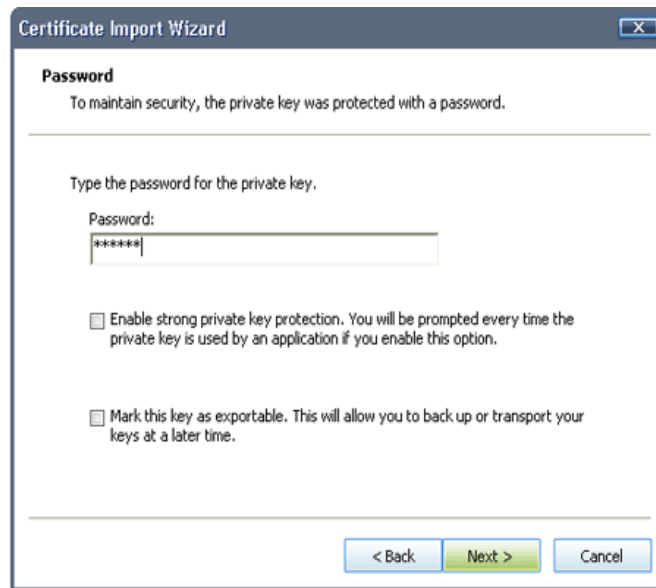 Certificate Import Wizard
Password
To maintain security, the private key was protected with a password.
Type the password for the private key.
Password:
******
Enable strong private key protection. You will be prompted every time the
private key is used by an application if you enable this option.
Mark this key as exportable. This will allow you to back up or transport your
keys at a later time.
< Back Next > Cancel